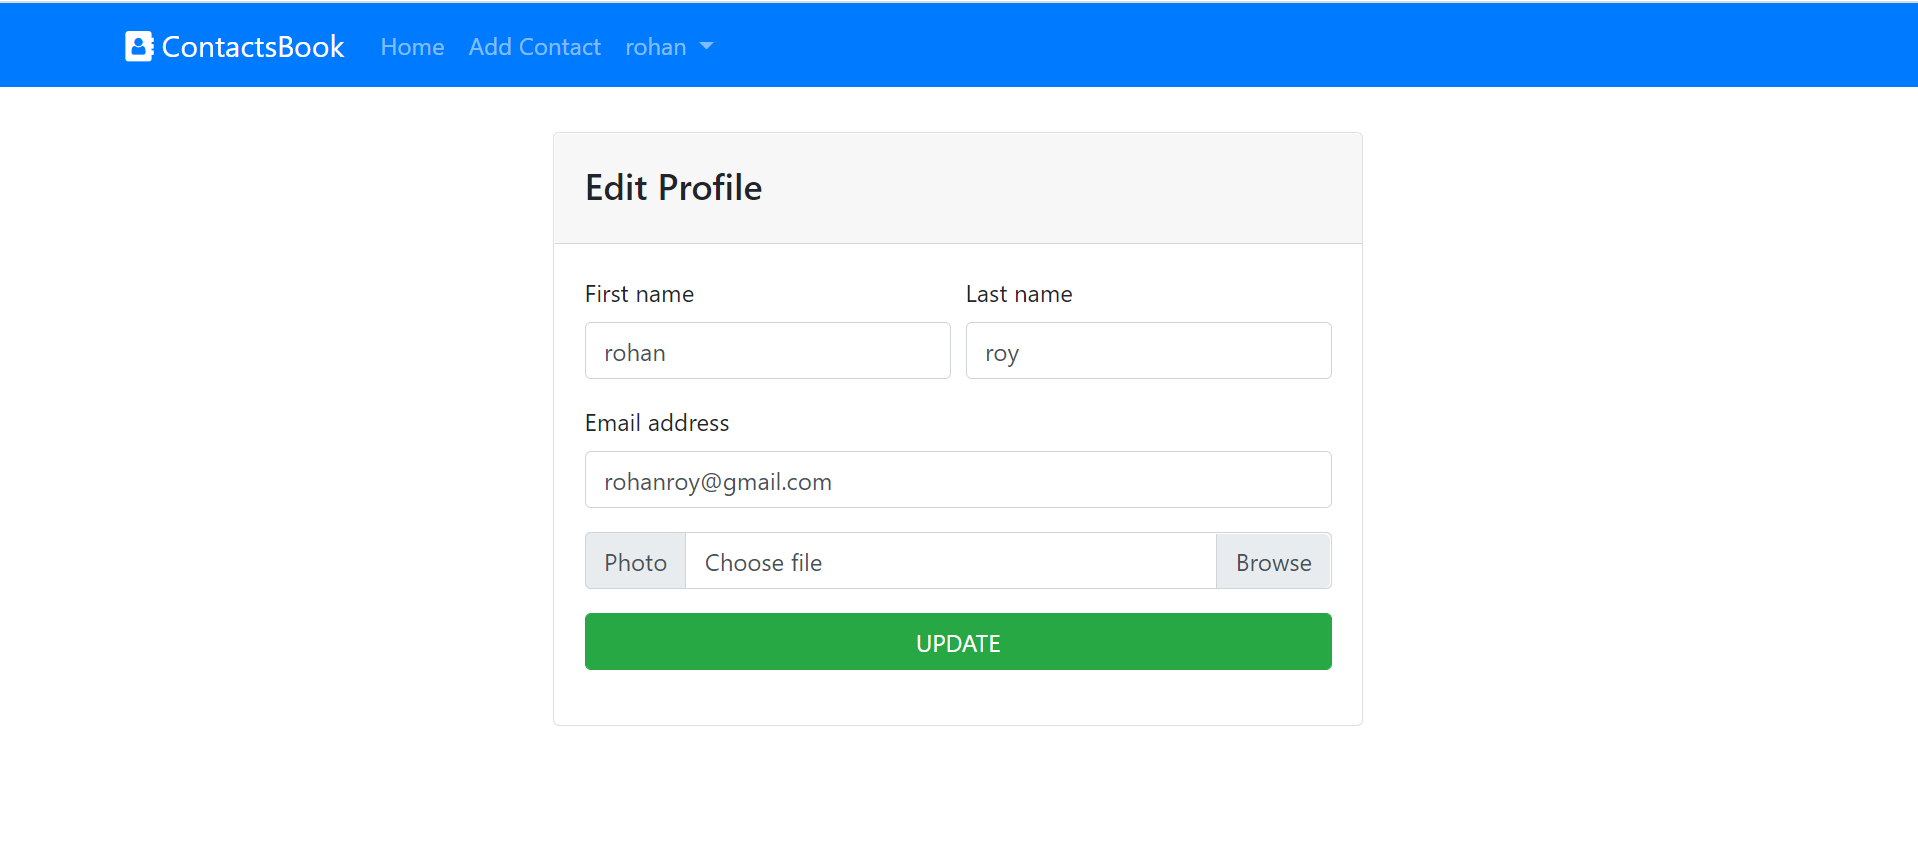 ContactsBook Home Add Contact rohan
Edit Profile
First name Last name
rohan roy
Email address
rohanroy@gmail.com
Photo Choose file Browse
UPDATE